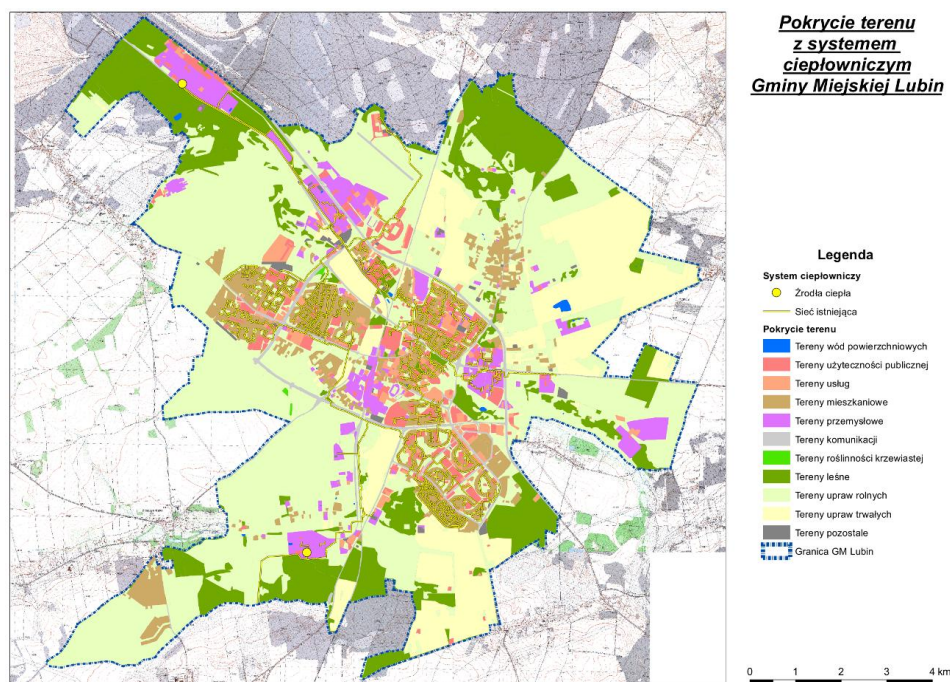 Pokrycie terenu
z systemem
ciepłowniczym
Gminy Miejskiej Lubin
Legenda
System ciepłowniczy
Źrodła ciepła
Sieć istniejąca
Pokrycie terenu
Tereny wód powierzchniowych
Tereny użyteczności publicznej
Tereny usług
Tereny mieszkaniowe
Tereny przemysłowe
Tereny komunikacji
Tereny roślinności krzewiastej
Tereny leśne
Tereny upraw rolnych
Tereny upraw trwałych
Tereny pozostale
Granica GM Lubin
0 1 2 3 4 km